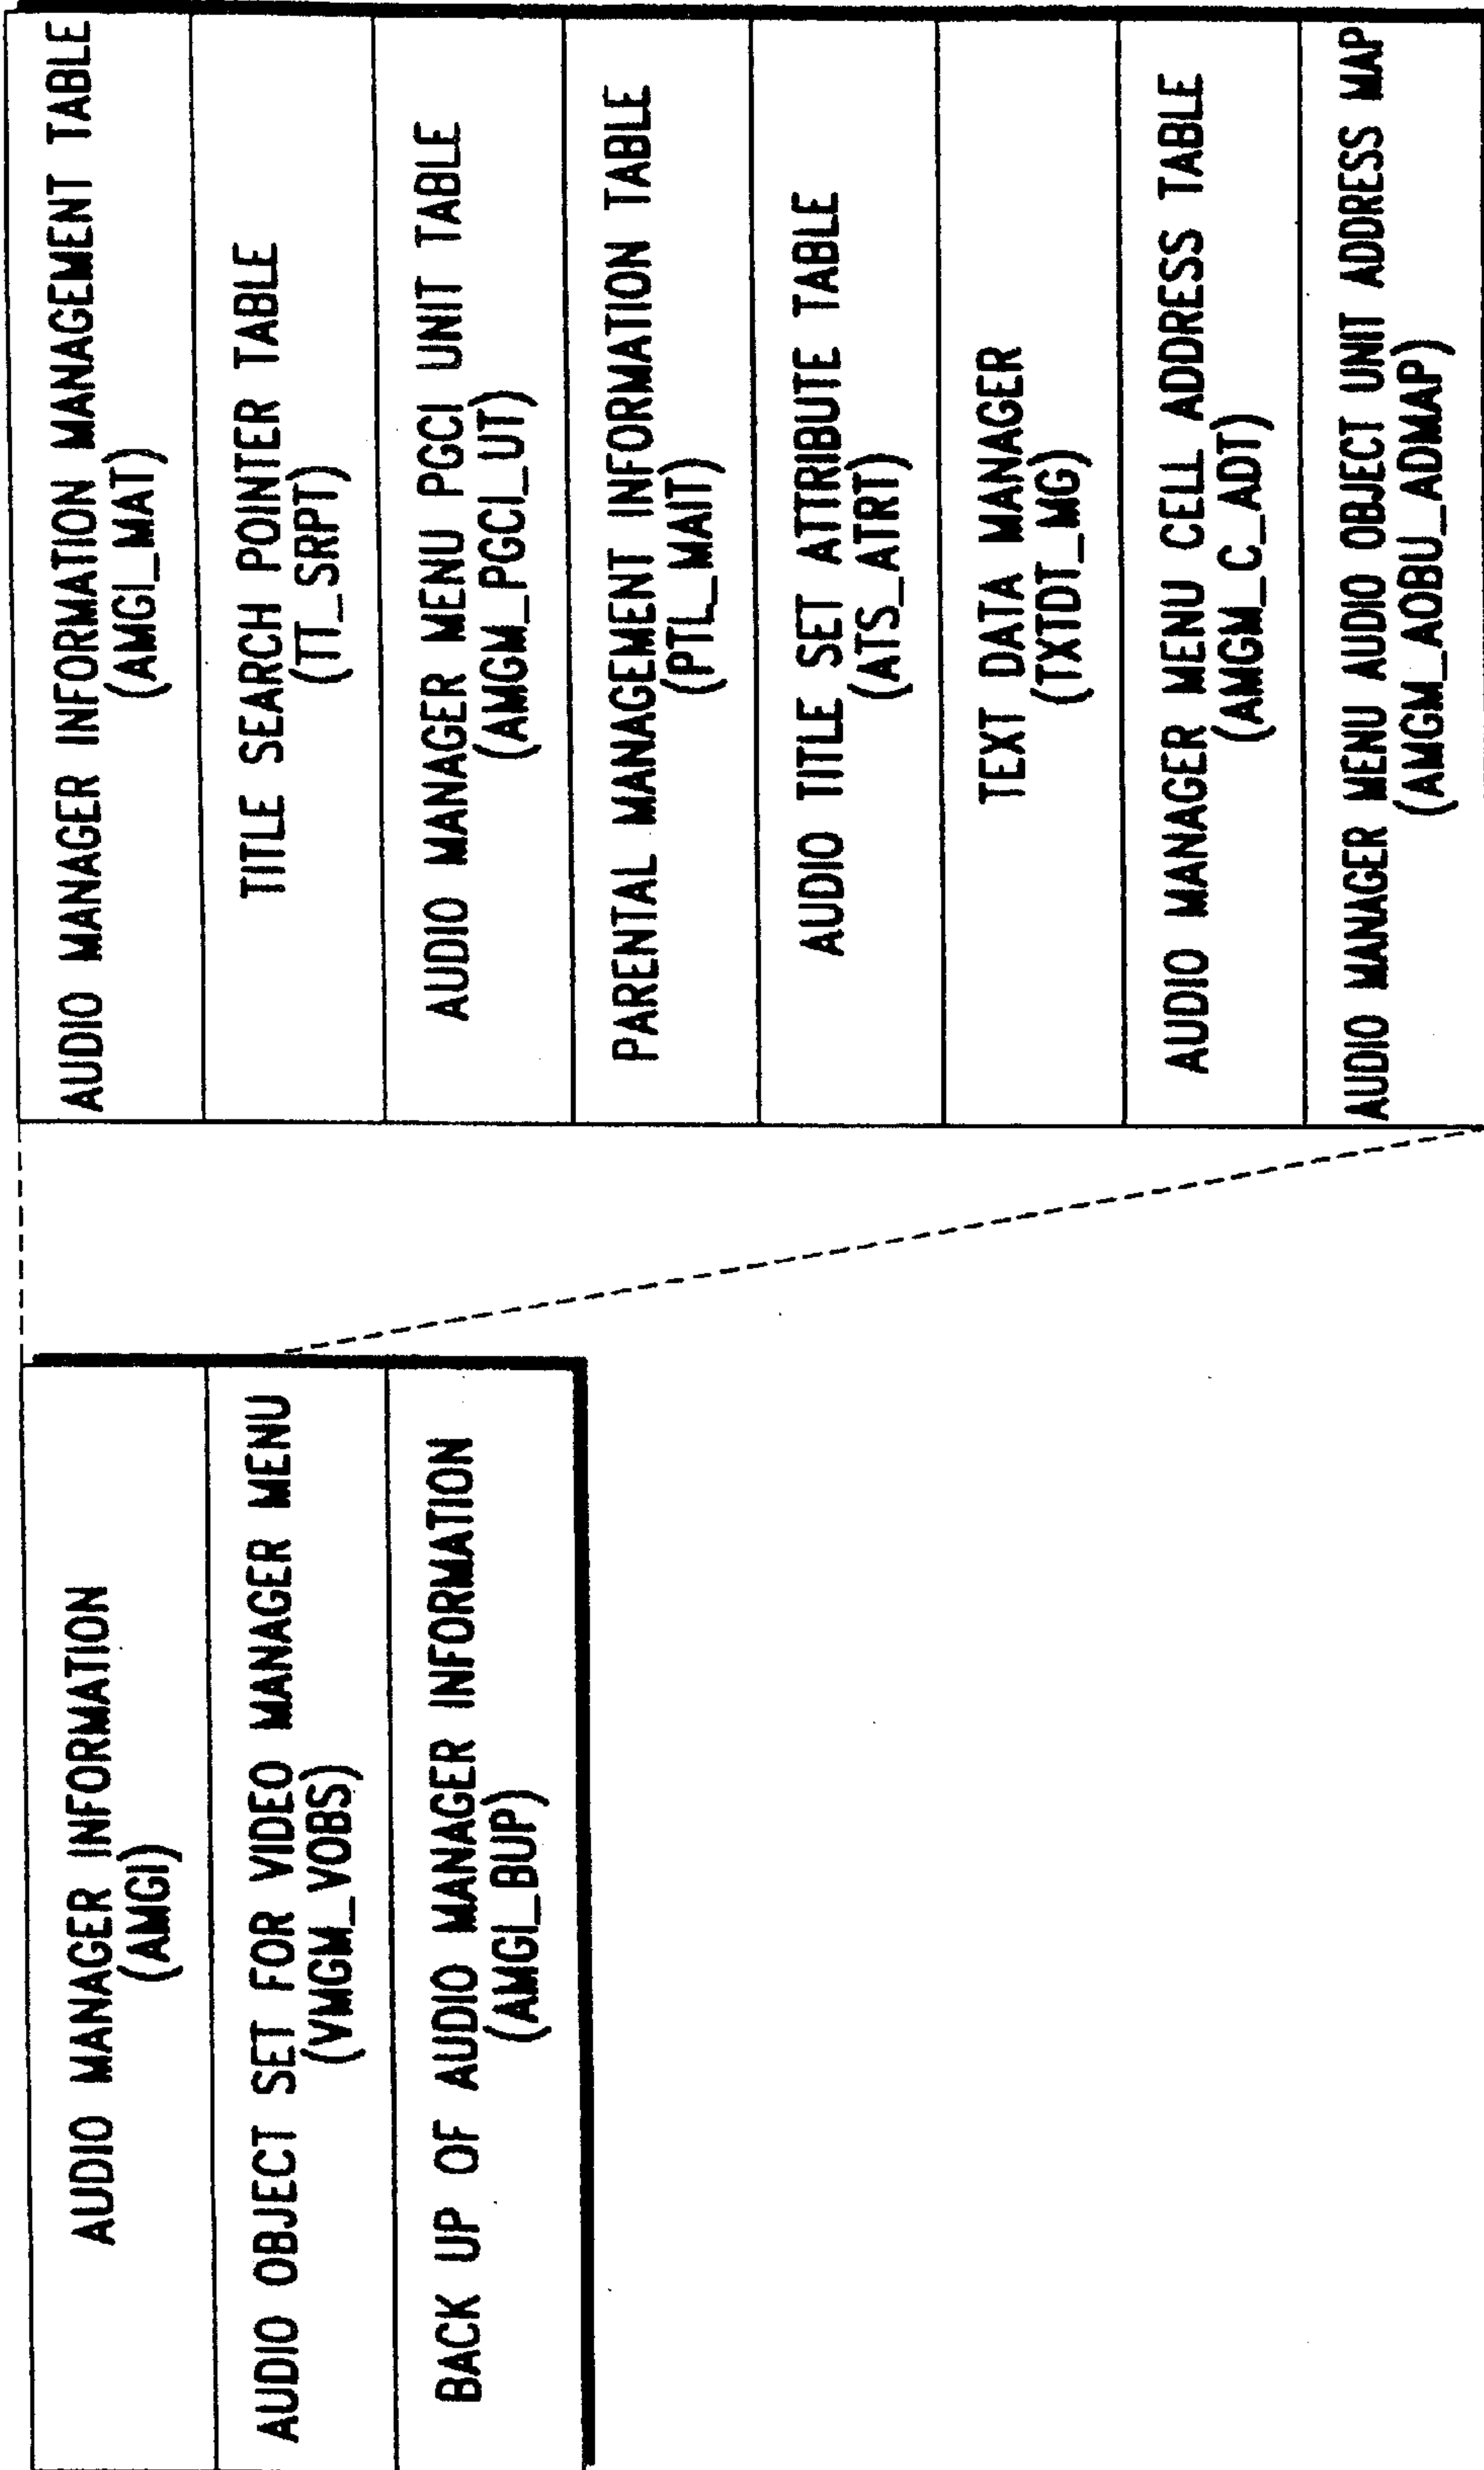 AUDIO MANAGER INFORMATION
(AMGI)
AUDIO OBJECT SET FOR VIDEO MANAGER MENU
(VMGM_VOBS)
BACK UP OF AUDIO MANAGER INFORMATION
(AMGI_BUP)
AUDIO MANAGER INFORMATION MANAGEMENT TABLE
(AMGI_MAT)
TITLE SEARCH POINTER TABLE
(TT_SRPT)
AUDIO MANAGER MENU PGCI UNIT TABLE
(AMGM_PGCI_UT)
PARENTAL MANAGEMENT INFORMATION TABLE
(PTL_MAIT)
AUDIO TITLE SET ATTRIBUTE TABLE
(ATS_ATRT)
TEXT DATA MANAGER
(TXTDT_MG)
AUDIO MANAGER MENU CELL ADDRESS TABLE
(AMGM_C_ADT)
AUDIO MANAGER MENU AUDIO OBJECT UNIT ADDRESS MAP
(AMGM_AOBU_ADMAP)